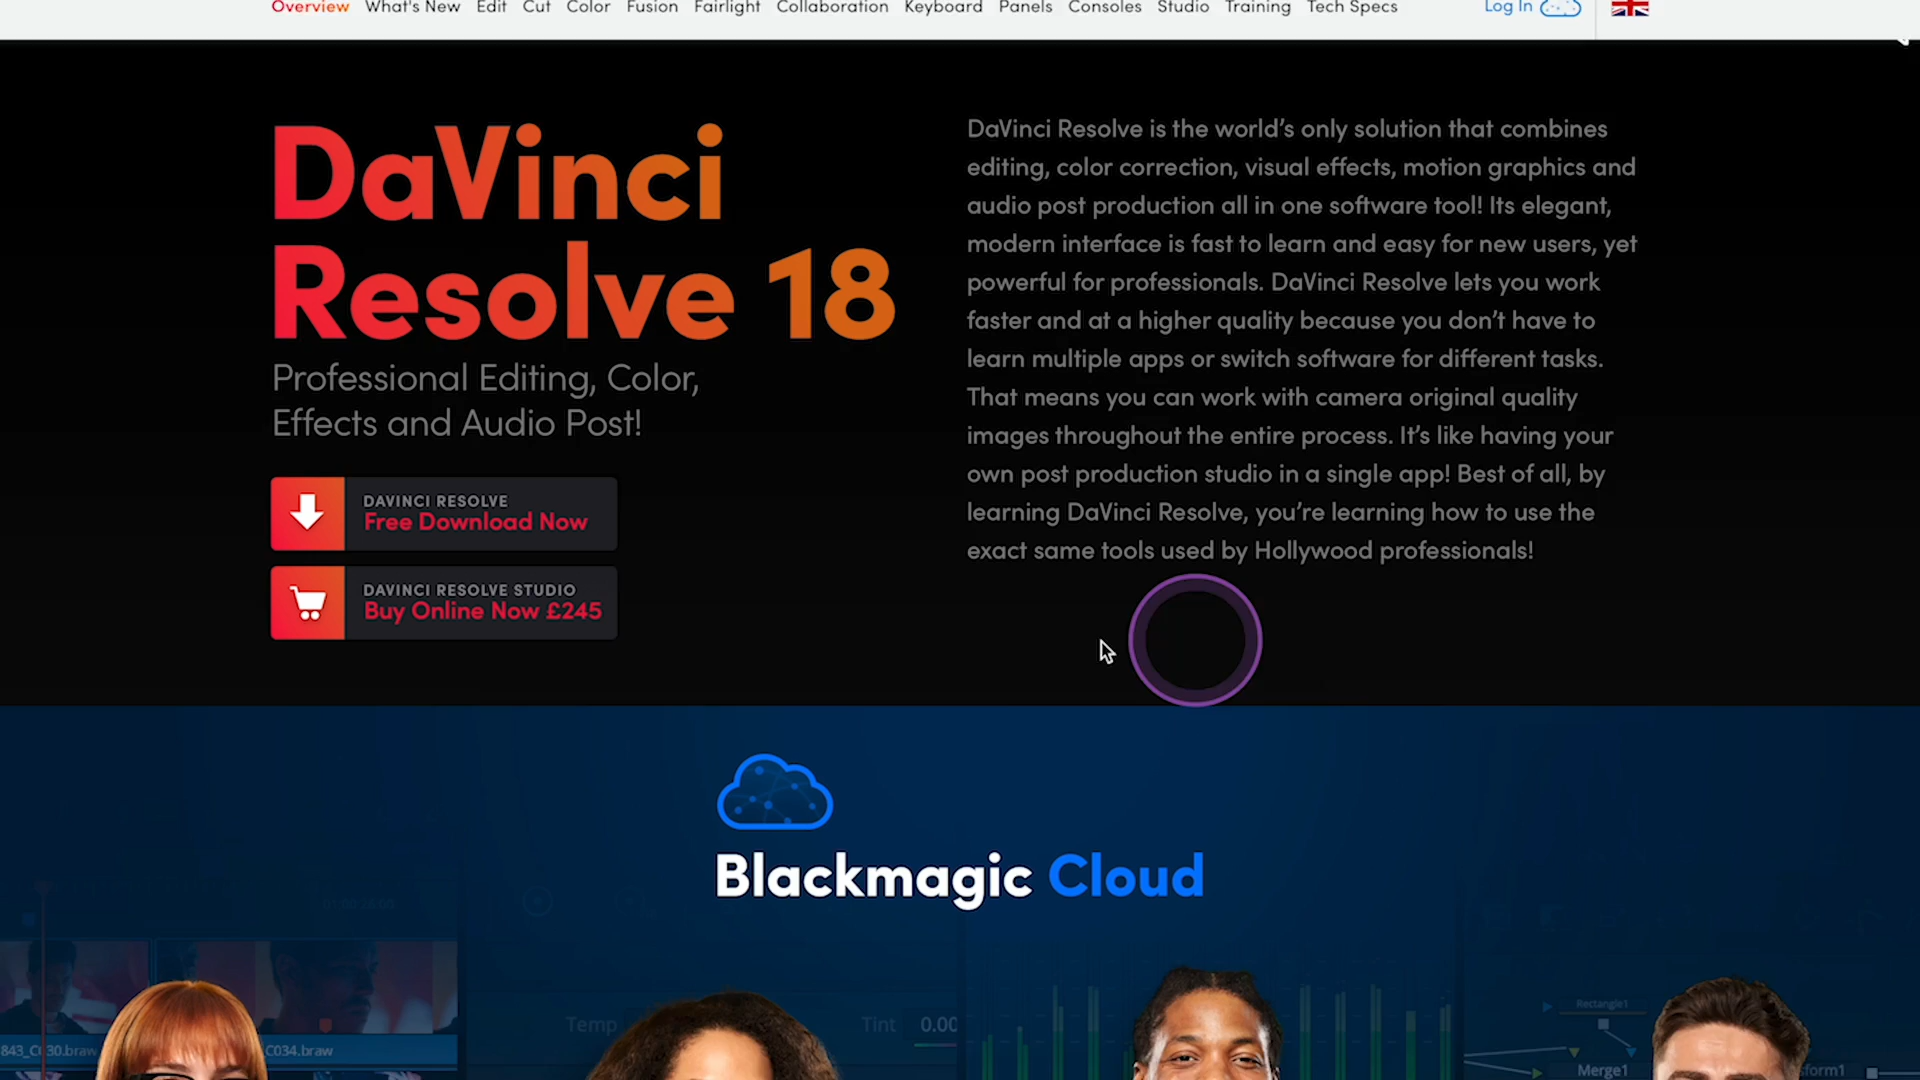 Overview What's New Edit Cut Color Fusion Fairlight Collaboration Keyboard Panels Consoles Studio Training Tech Specs Log In
DaVinci
Resolve 18
Professional Editing, Color,
Effects and Audio Post!
DAVINCI RESOLVE
Free Download Now
DAVINCI RESOLVE STUDIO
Buy Online Now £245
DaVinci Resolve is the world's only solution that combines
editing, color correction, visual effects, motion graphics and
audio post production all in one software tool! Its elegant,
modern interface is fast to learn and easy for new users, yet
powerful for professionals. DaVinci Resolve lets you work
faster and at a higher quality because you don't have to
learn multiple apps or switch software for different tasks.
That means you can work with camera original quality
images throughout the entire process. It's like having your
own post production studio in a single app! Best of all, by
learning DaVinci Resolve, you're learning how to use the
exact same tools used by Hollywood professionals!
Blackmagic Cloud
Temp Tint 0.00
Rectangle1
C034.braw
Merge1